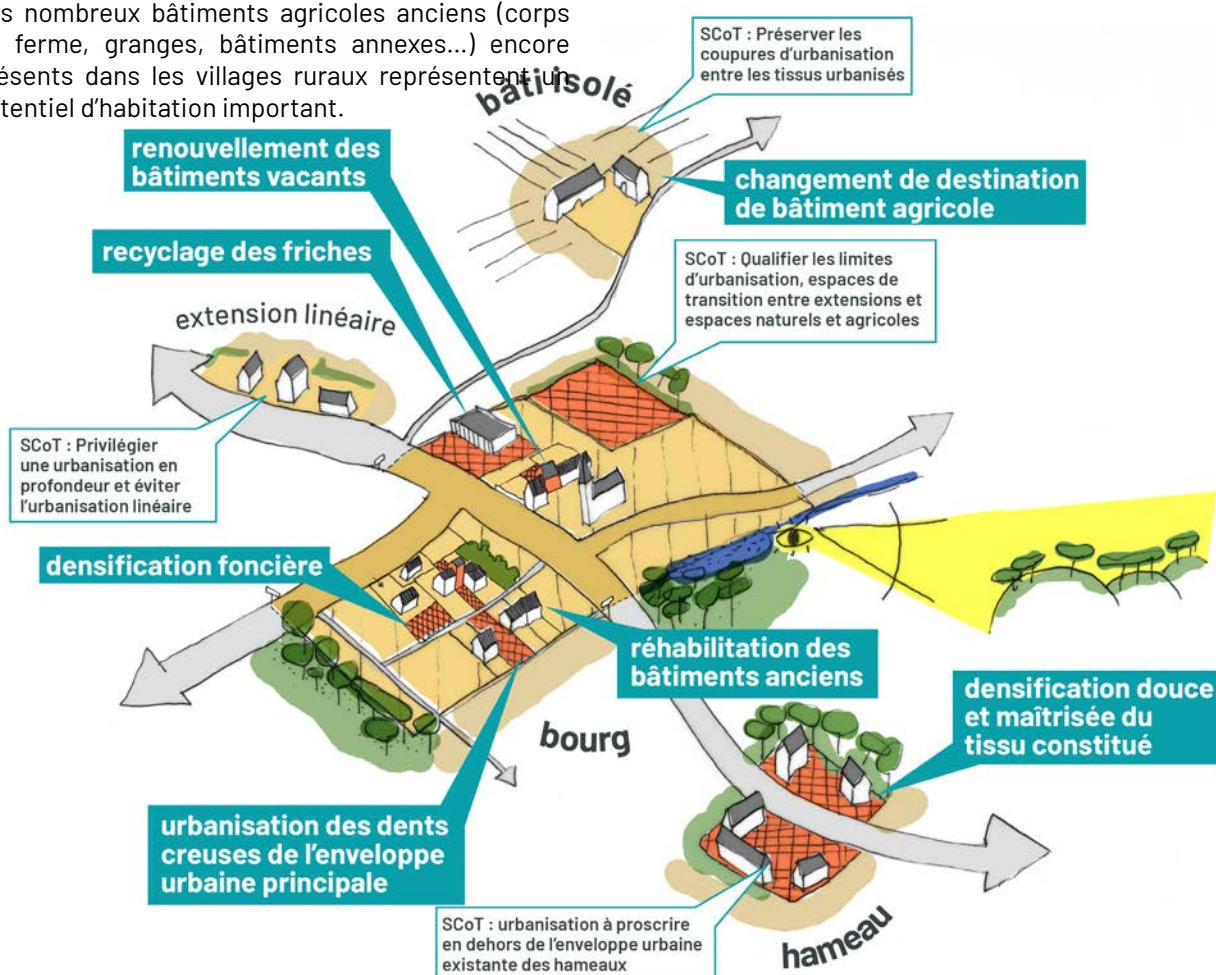 s nombreux bâtiments agricoles anciens (corps
ferme, granges, bâtiments annexes...) encore
ésents dans les villages ruraux représentent un
tentiel d'habitation important.
SCoT : Préserver les
coupures d'urbanisation
entre les tissus urbanisés
bâti isolé
renouvellement des
bâtiments vacants
changement de destination
de bâtiment agricole
recyclage des friches
SCoT : Qualifier les limites
d'urbanisation, espaces de
transition entre extensions et
espaces naturels et agricoles
extension linéaire
SCoT : Privilégier
une urbanisation en
profondeur et éviter
l'urbanisation linéaire
densification foncière
réhabilitation des
bâtiments anciens
densification douce
et maîtrisée du
tissu constitué
bourg
urbanisation des dents
creuses de l'enveloppe
urbaine principale
SCoT : urbanisation à proscrire
en dehors de l'enveloppe urbaine
existante des hameaux
hameau